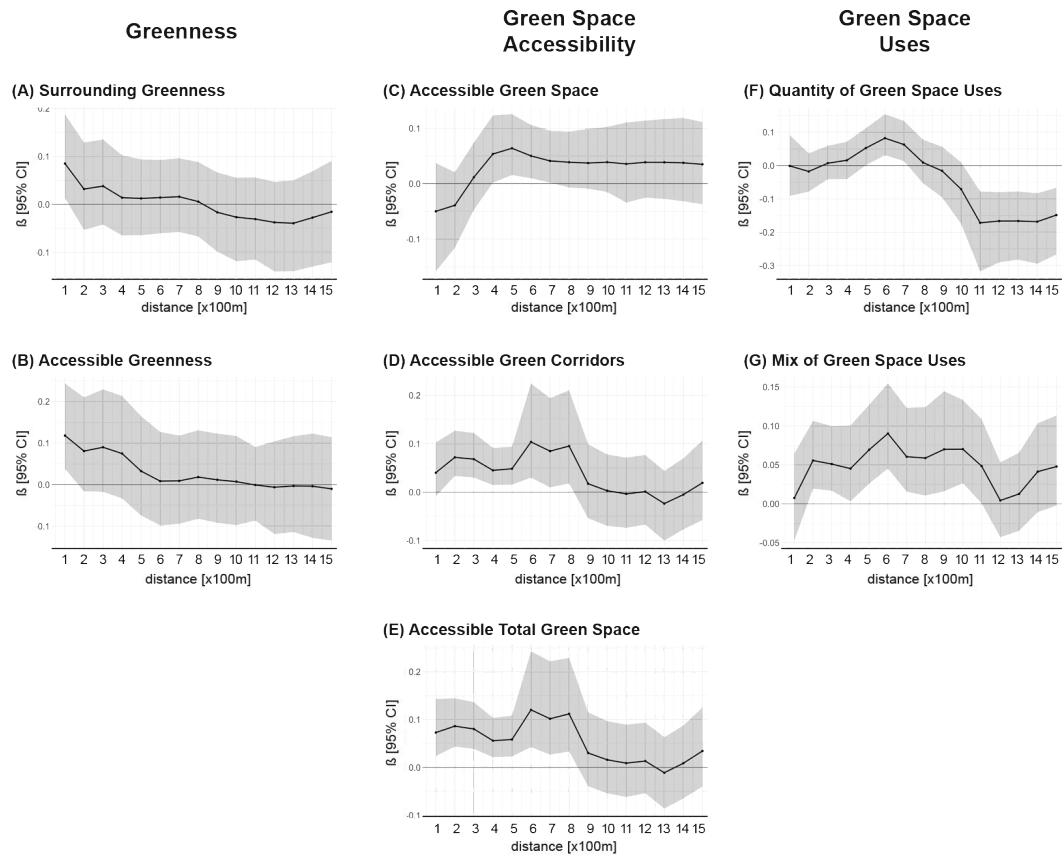 Greenness
Green Space
Accessibility
Green Space
Uses
(A) Surrounding Greenness
0.2
0.1
0.0
0.1
ß [95% CI]
1 2 3 4 5 6 7 8 9 10 11 12 13 14 15
distance [x100m]
(C) Accessible Green Space
0.1
0.0
-0.1
ß [95% CI]
1 2 3 4 5 6 7 8 9 10 11 12 13 14 15
distance [x100m]
(F) Quantity of Green Space Uses
0.1
0.0
-0.1
-0.2
-0.3
ß [95% CI]
1 2 3 4 5 6 7 8 9 10 11 12 13 14 15
distance [x100m]
(B) Accessible Greenness
0.2
0.1
0.0
0.1
ß [95% CI]
1 2 3 4 5 6 7 8 9 10 11 12 13 14 15
distance [x100m]
(D) Accessible Green Corridors
0.2
0.1
0.0
-0.1
ß [95% CI]
1 2 3 4 5 6 7 8 9 10 11 12 13 14 15
distance [x100m]
(G) Mix of Green Space Uses
0.15
0.10
0.05
0.00
-0.05
ß [95% CI]
1 2 3 4 5 6 7 8 9 10 11 12 13 14 15
distance [x100m]
(E) Accessible Total Green Space
0.2
0.1
0.0
-0.1
ß [95% CI]
1 2 3 4 5 6 7 8 9 10 11 12 13 14 15
distance [x100m]